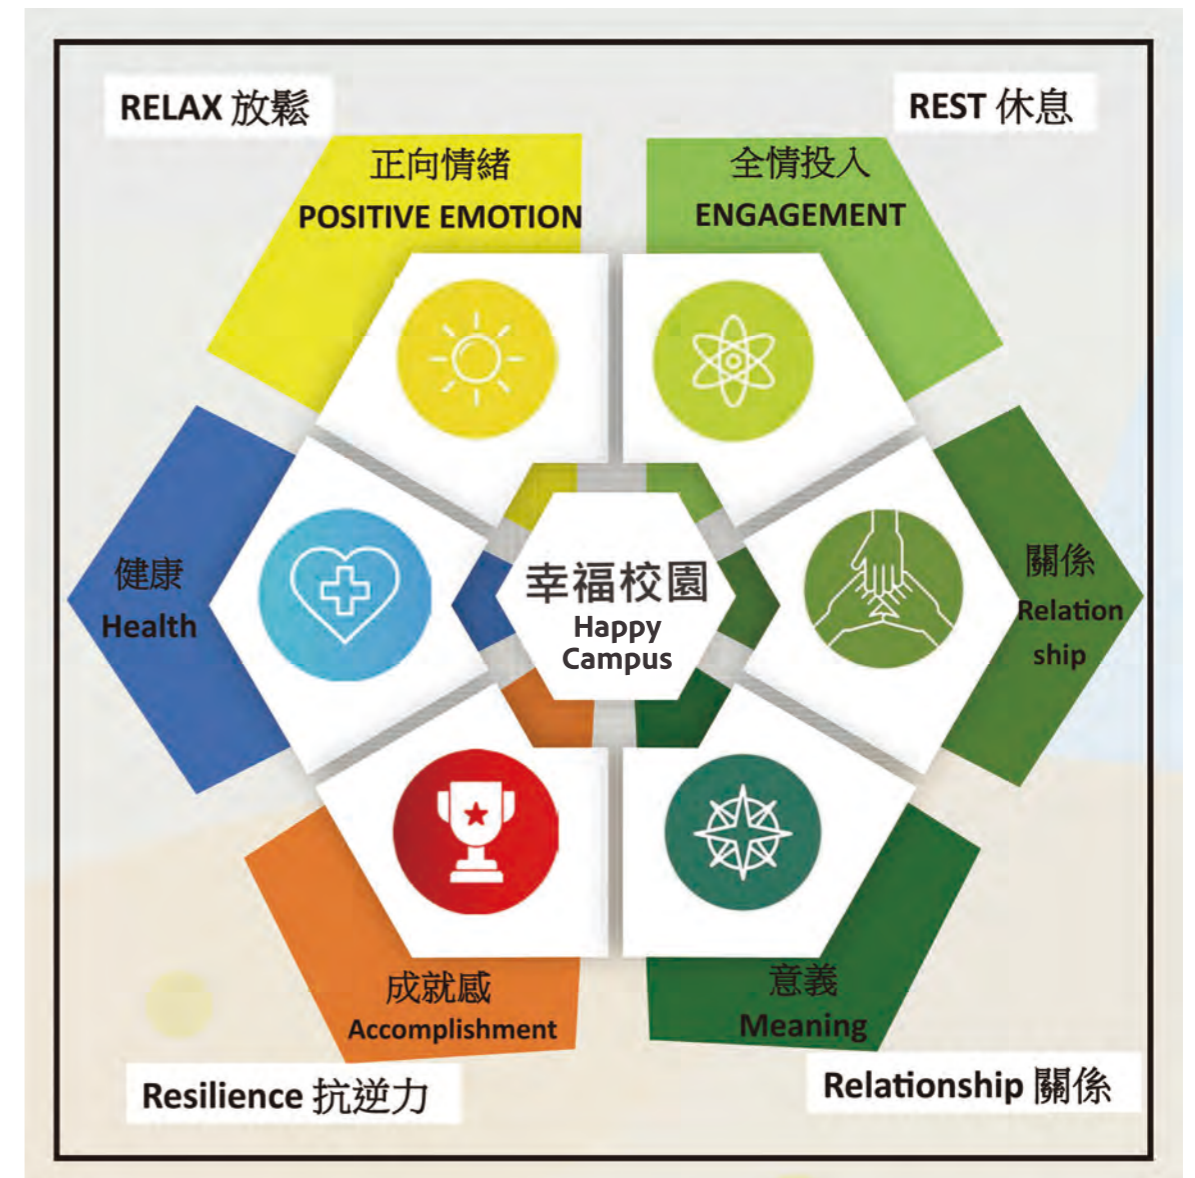 RELAX 放鬆
REST 休息
正向情緒
POSITIVE EMOTION
全情投入
ENGAGEMENT
健康
Health
幸福校園
Happy
Campus
關係
Relation
ship
成就感
Accomplishment
意義
Meaning
Resilience 抗逆力
Relationship 關係